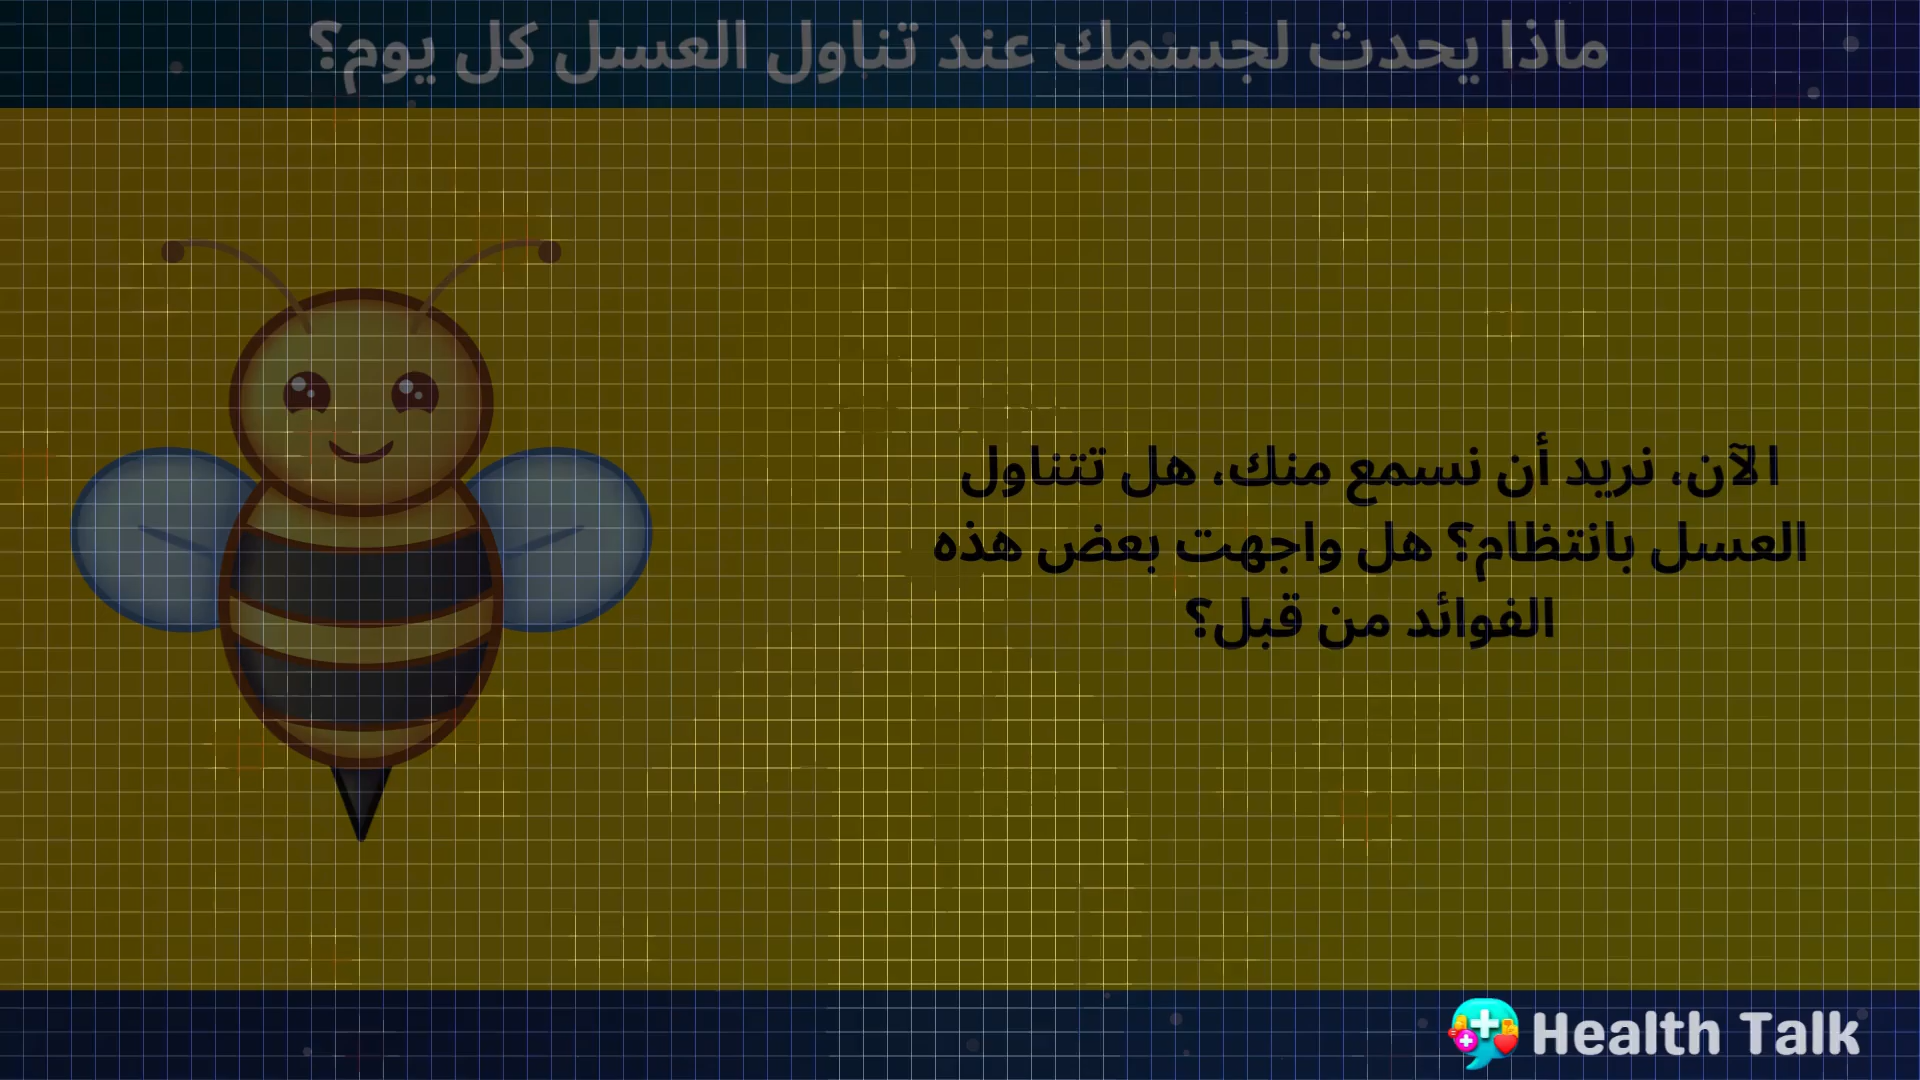 ماذا يحدث لجسمك عند تناول العسل كل يوم؟
الآن، نريد أن نسمع منك، هل تتناول
العسل بانتظام؟ هل واجهت بعض هذه
الفوائد من قبل؟
Health Talk